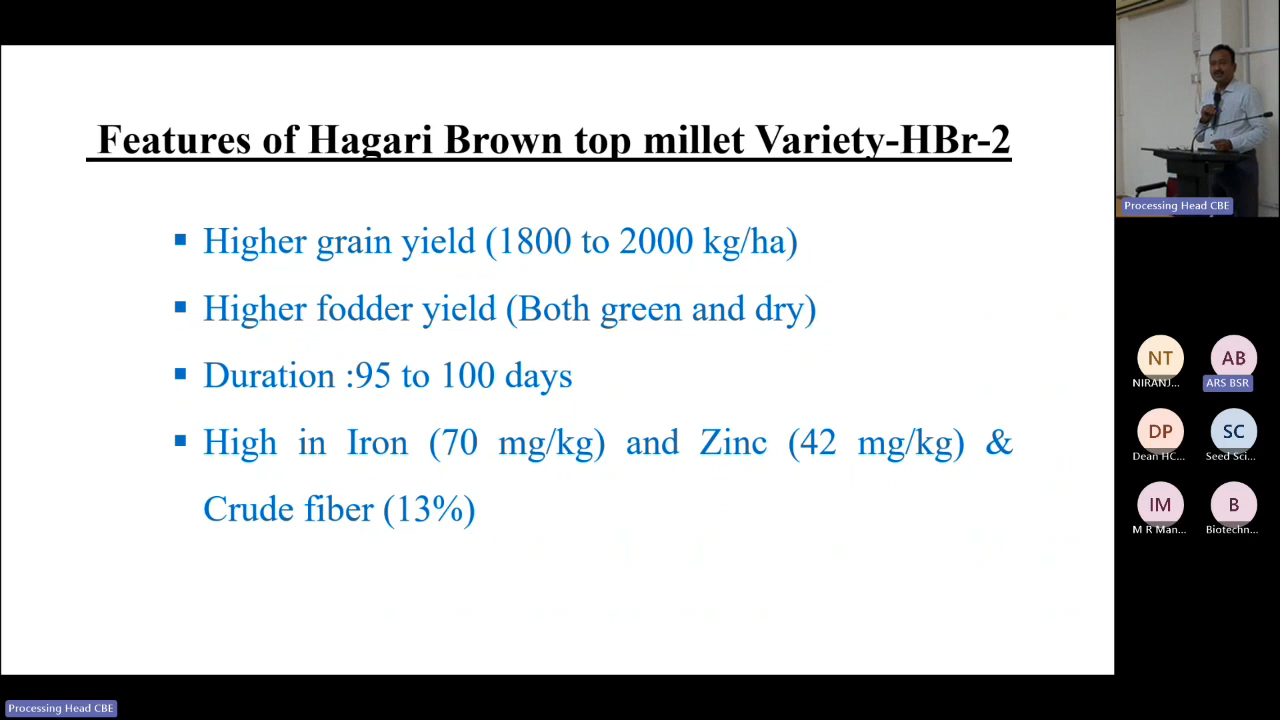 Features of Hagari Brown top millet Variety-HBr-2
▪ Higher grain yield (1800 to 2000 kg/ha)
▪ Higher fodder yield (Both green and dry)
▪ Duration :95 to 100 days
▪ High in Iron (70 mg/kg) and Zinc (42 mg/kg) &
Crude fiber (13%)
Processing Head CBE
NT
AB
NIRANJ...
ARS BSR
DP
SC
Dean HC...
Seed Sci...
IM
B
M R Man...
Biotechn...
Processing Head CBE